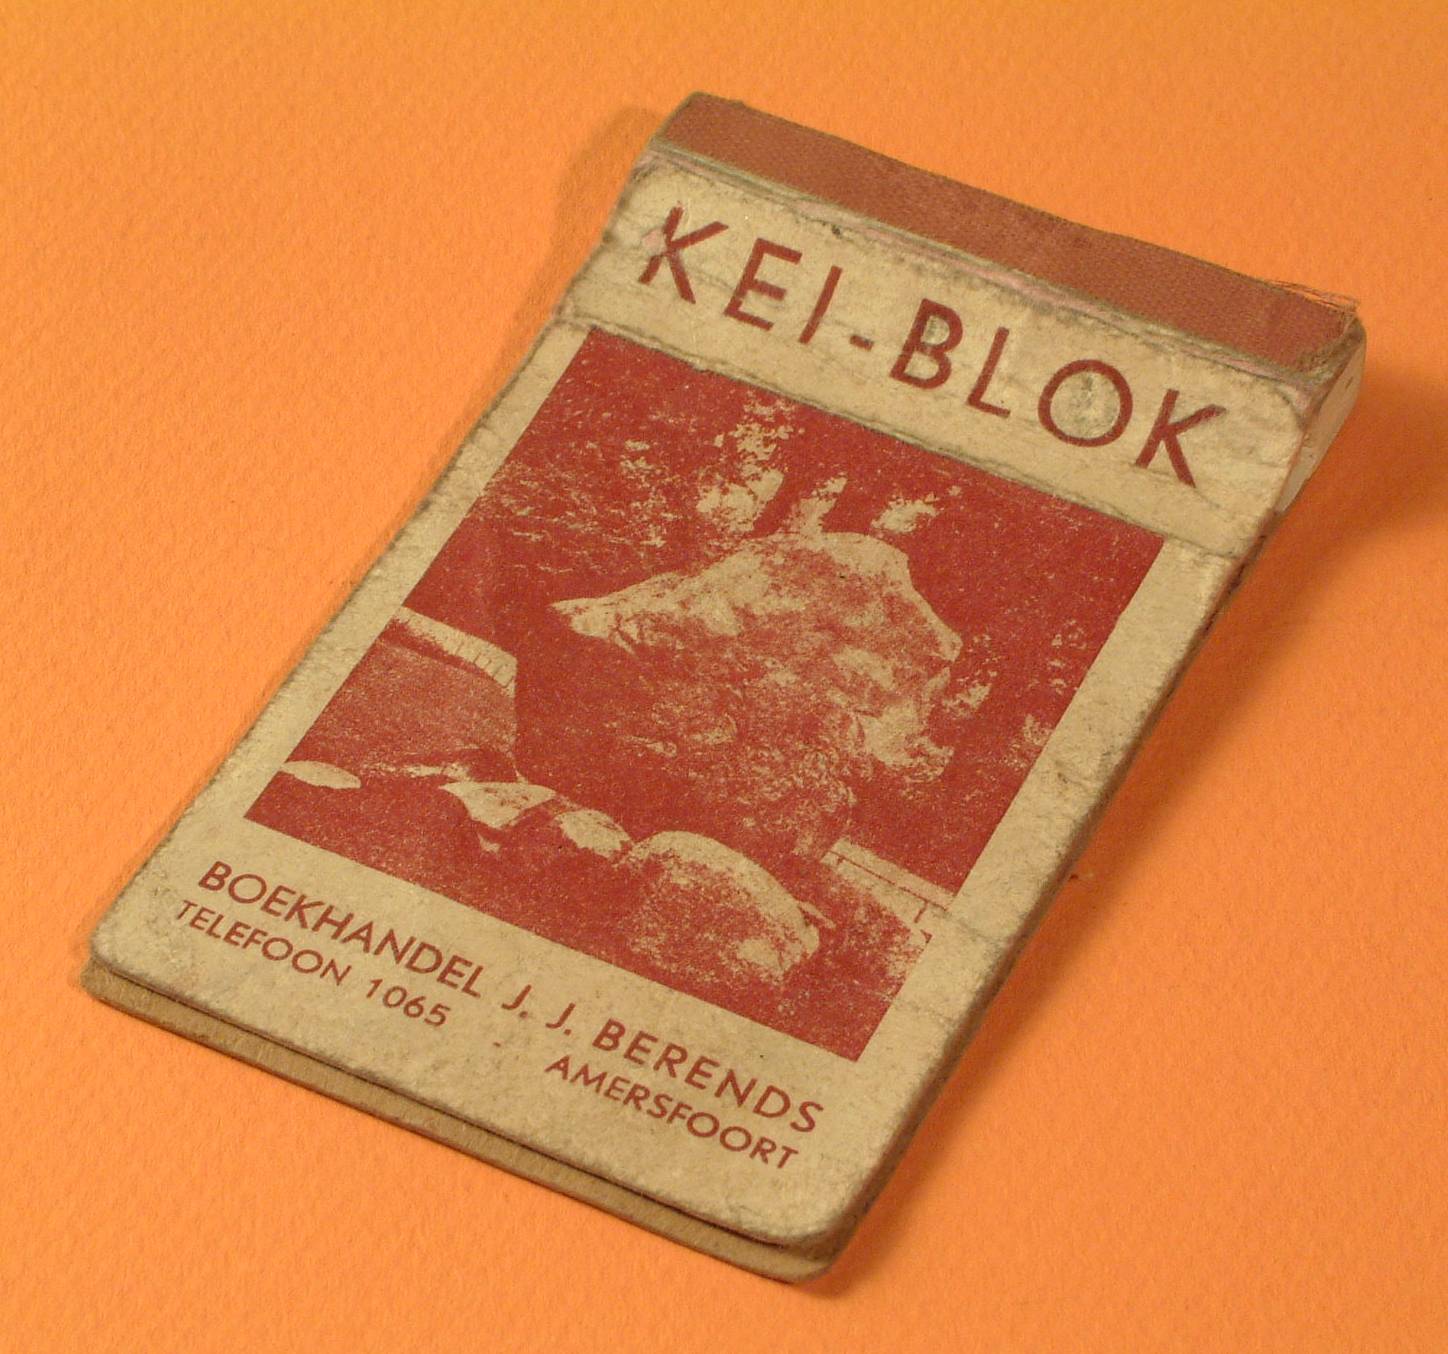 KEI-BLOK
BOEKHANDEL J. J. BERENDS
TELEFOON 1065 - AMERSFOORT